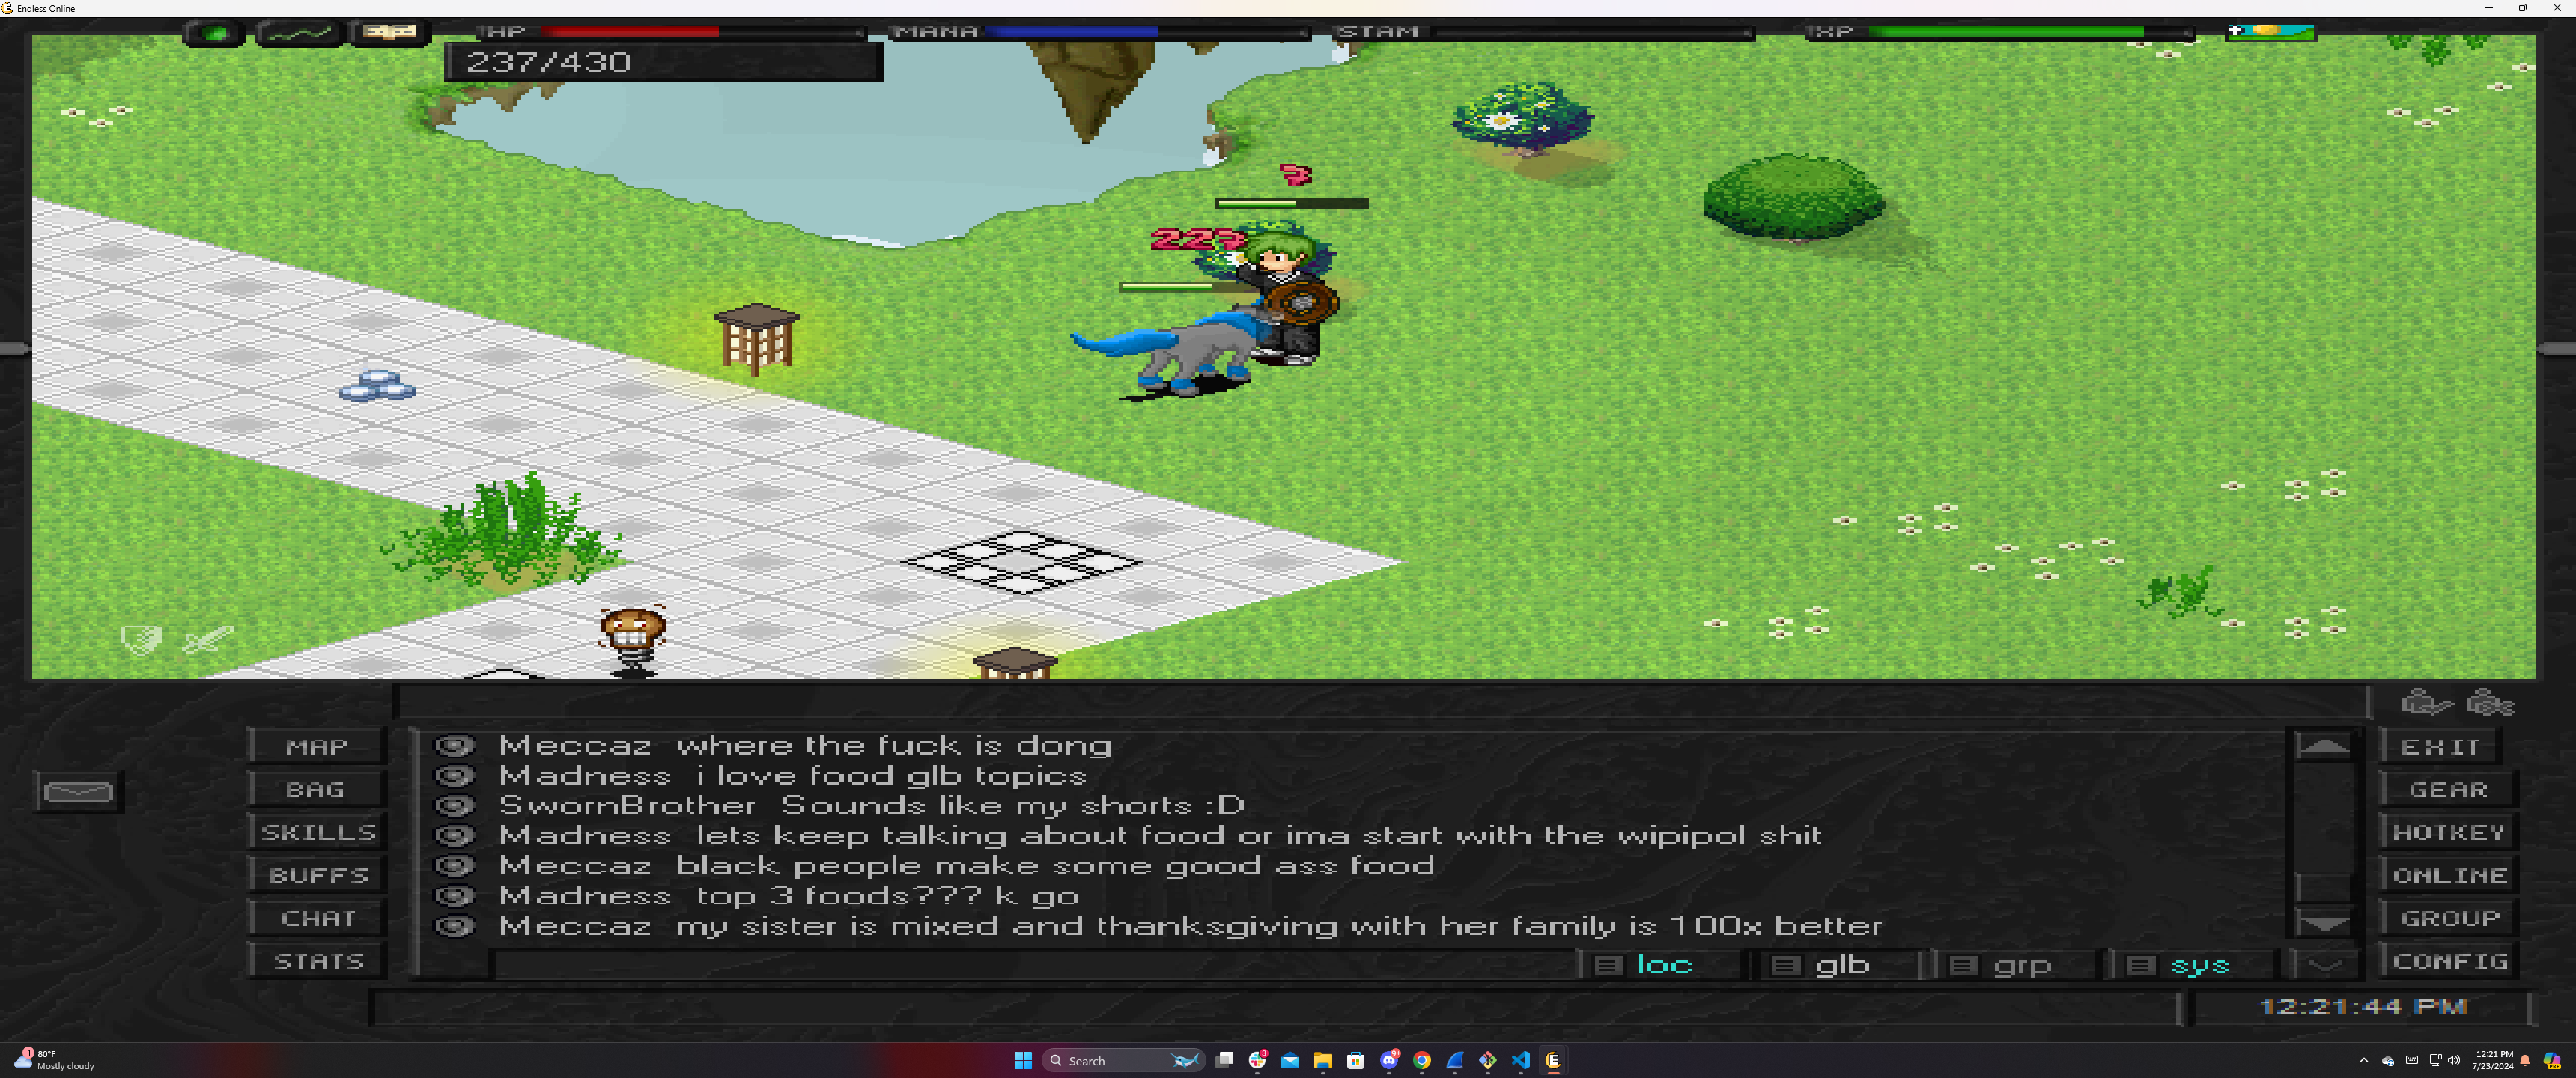 Endless Online
HP
MANA
STAM
XP
237/430
MAP
BAG
SKILLS
BUFFS
CHAT
STATS
Meccaz where the fuck is dong
Madness i love food glb topics
SwornBrother Sounds like my shorts :D
Madness lets keep talking about food or ima start with the wipipol shit
Meccaz black people make some good ass food
Madness top 3 foods??? k go
Meccaz my sister is mixed and thanksgiving with her family is 100x better
loc glb grp sys
EXIT
GEAR
HOTKEY
ONLINE
GROUP
CONFIG
12:21:44 PM
1
80°F
Mostly cloudy
Search
3
9+
12:21 PM
7/23/2024